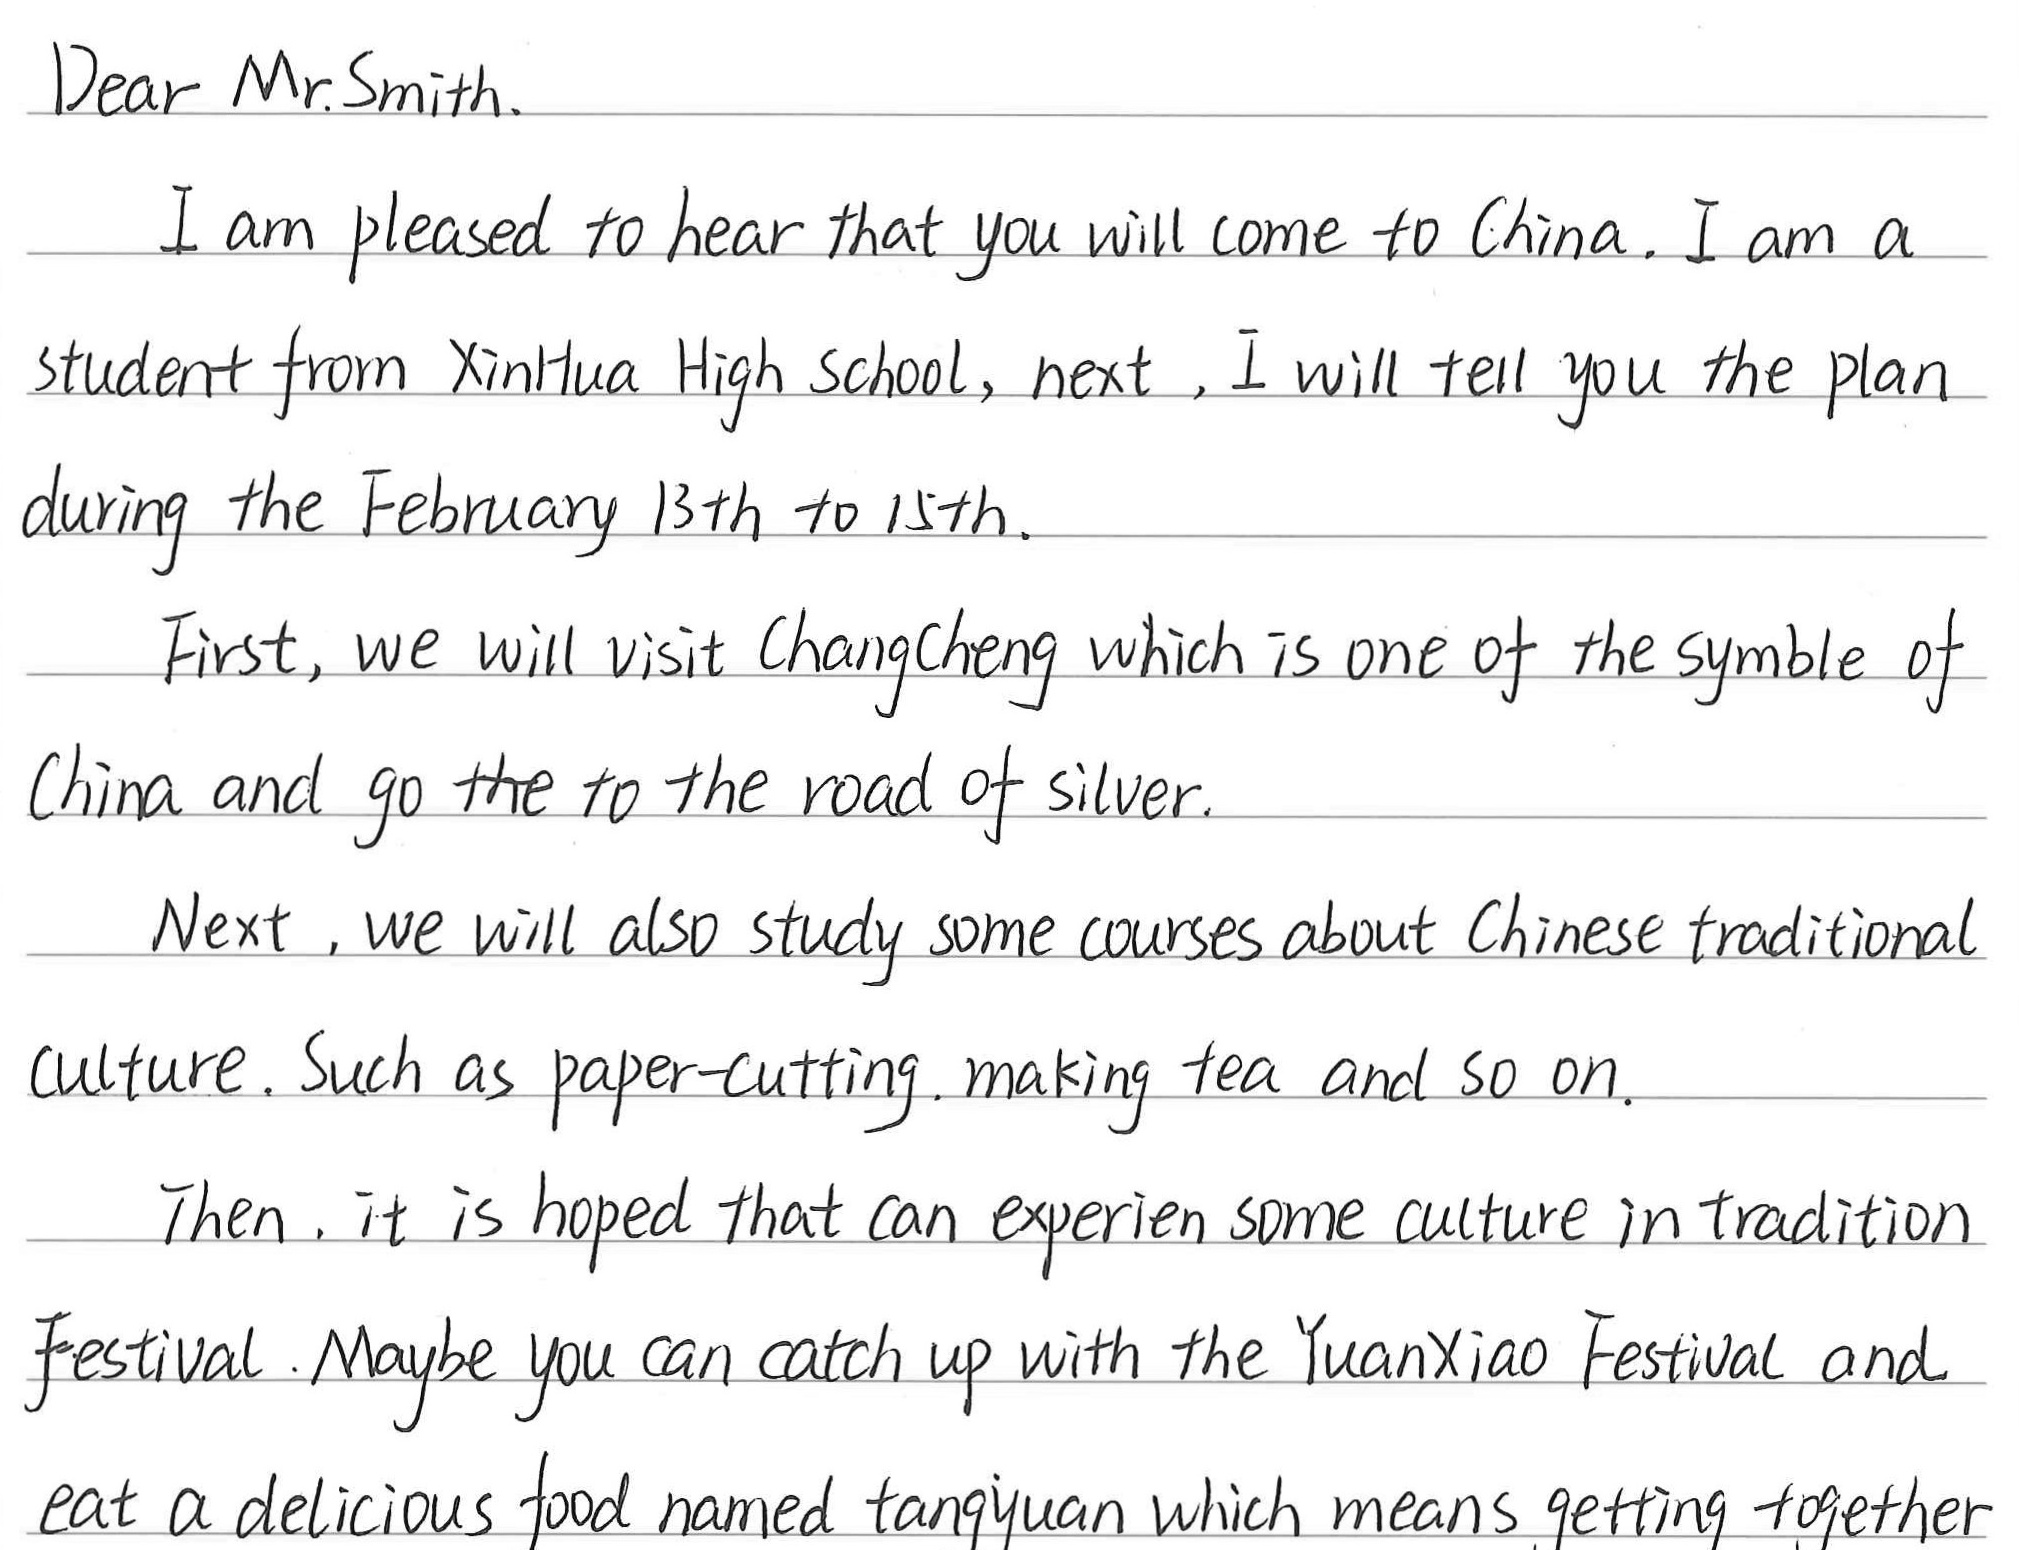 Dear Mr. Smith.
I am pleased to hear that you will come to China. I am a
student from XinHua High school, next, I will tell you the plan
during the February 13th to 15th.
First, we will visit ChangCheng which is one of the symble of
China and go the to the road of silver.
Next, we will also study some courses about Chinese traditional
culture. Such as paper-cutting. making tea and so on.
Then, it is hoped that can experien some culture in tradition
Festival. Maybe you can catch up with the YuanXiao Festival and
eat a delicious food named tangyuan which means getting together